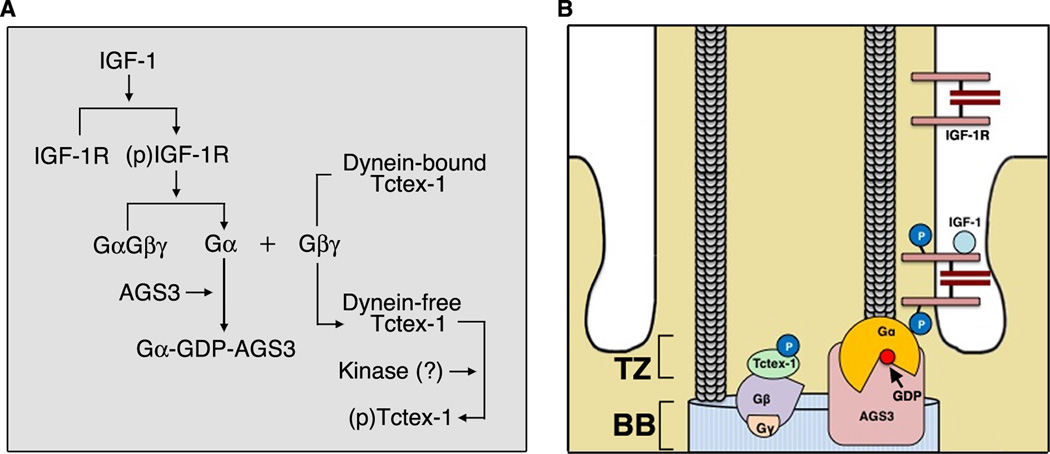 A
IGF-1
IGF-1R (p)IGF-1R
Dynein-bound
Tctex-1
GαGβγ Gα + Gβγ
AGS3
Dynein-free
Tctex-1
Gα-GDP-AGS3
Kinase (?)
(p)Tctex-1
B
IGF-1R
IGF-1
P
P
Gα
TZ
P
Tctex-1
GDP
Gβ
AGS3
BB
Gγ